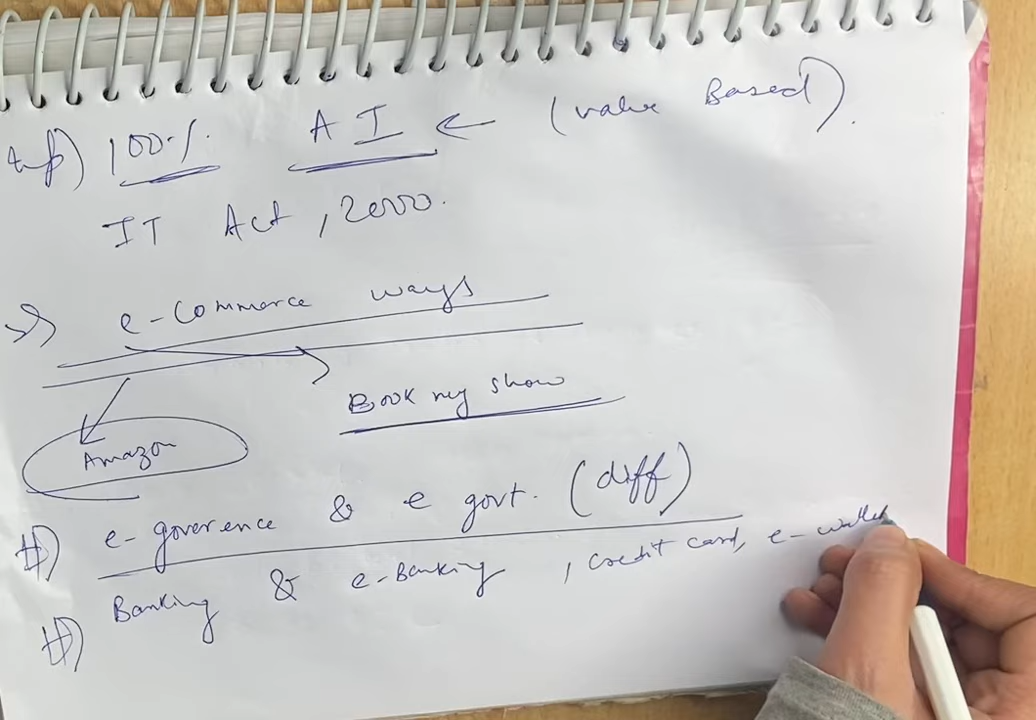 100% AI ← (value Based).
IT Act, 2000.
e-Commerce ways
Book my show
Amazon
#) e-goverence & e govt. (diff)
#) Banking & e-Banking, credit card, e-wallet